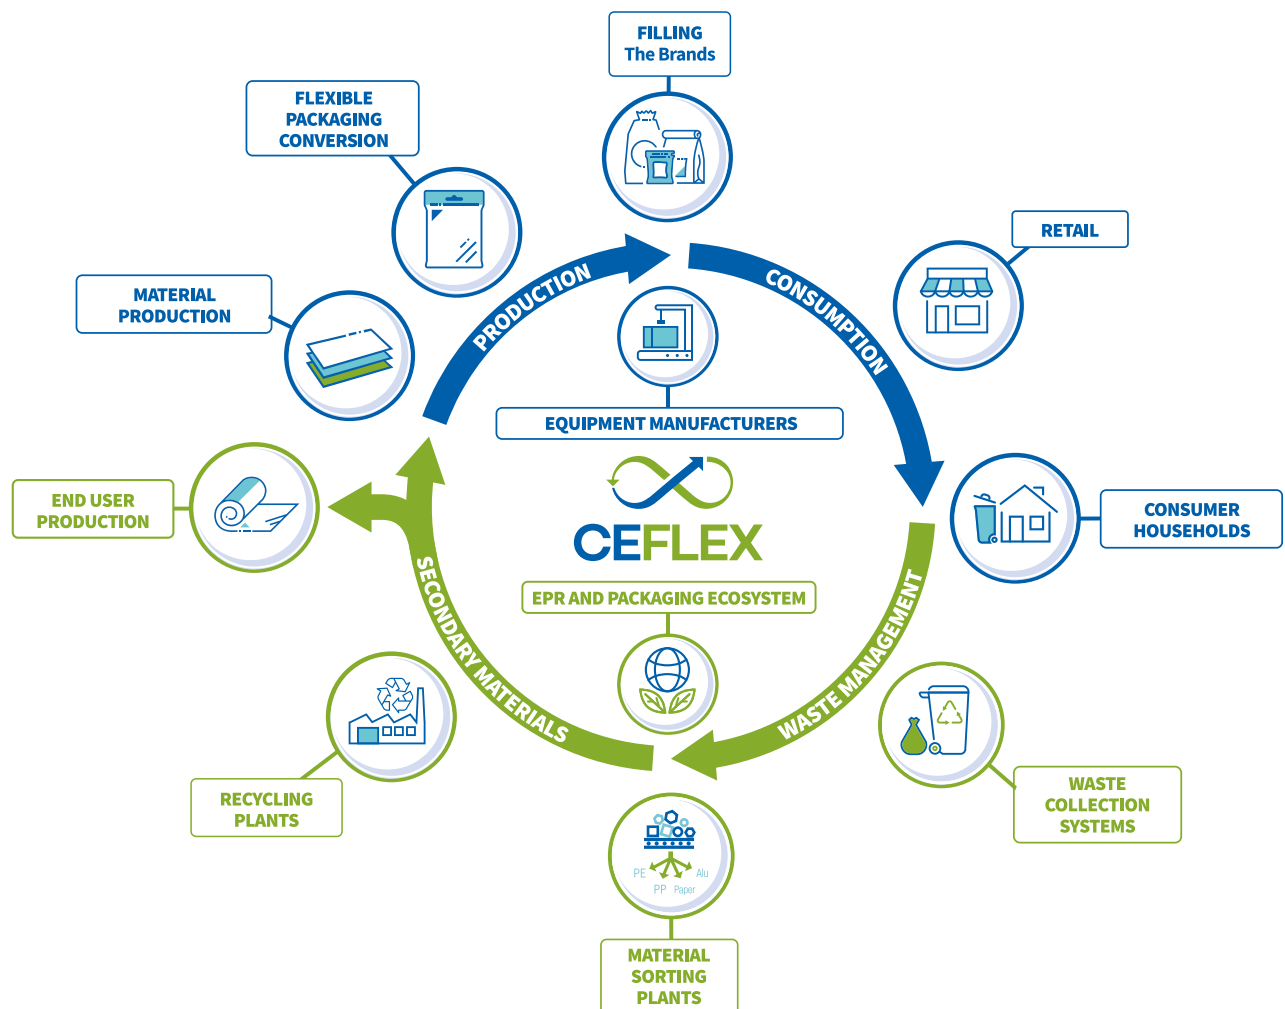 FILLING
The Brands
FLEXIBLE
PACKAGING
CONVERSION
RETAIL
MATERIAL
PRODUCTION
PRODUCTION
CONSUMPTION
EQUIPMENT MANUFACTURERS
END USER
PRODUCTION
CONSUMER
HOUSEHOLDS
CEFLEX
EPR AND PACKAGING ECOSYSTEM
SECONDARY MATERIALS
WASTE MANAGEMENT
RECYCLING
PLANTS
WASTE
COLLECTION
SYSTEMS
PE
PP
Paper
Alu
MATERIAL
SORTING
PLANTS